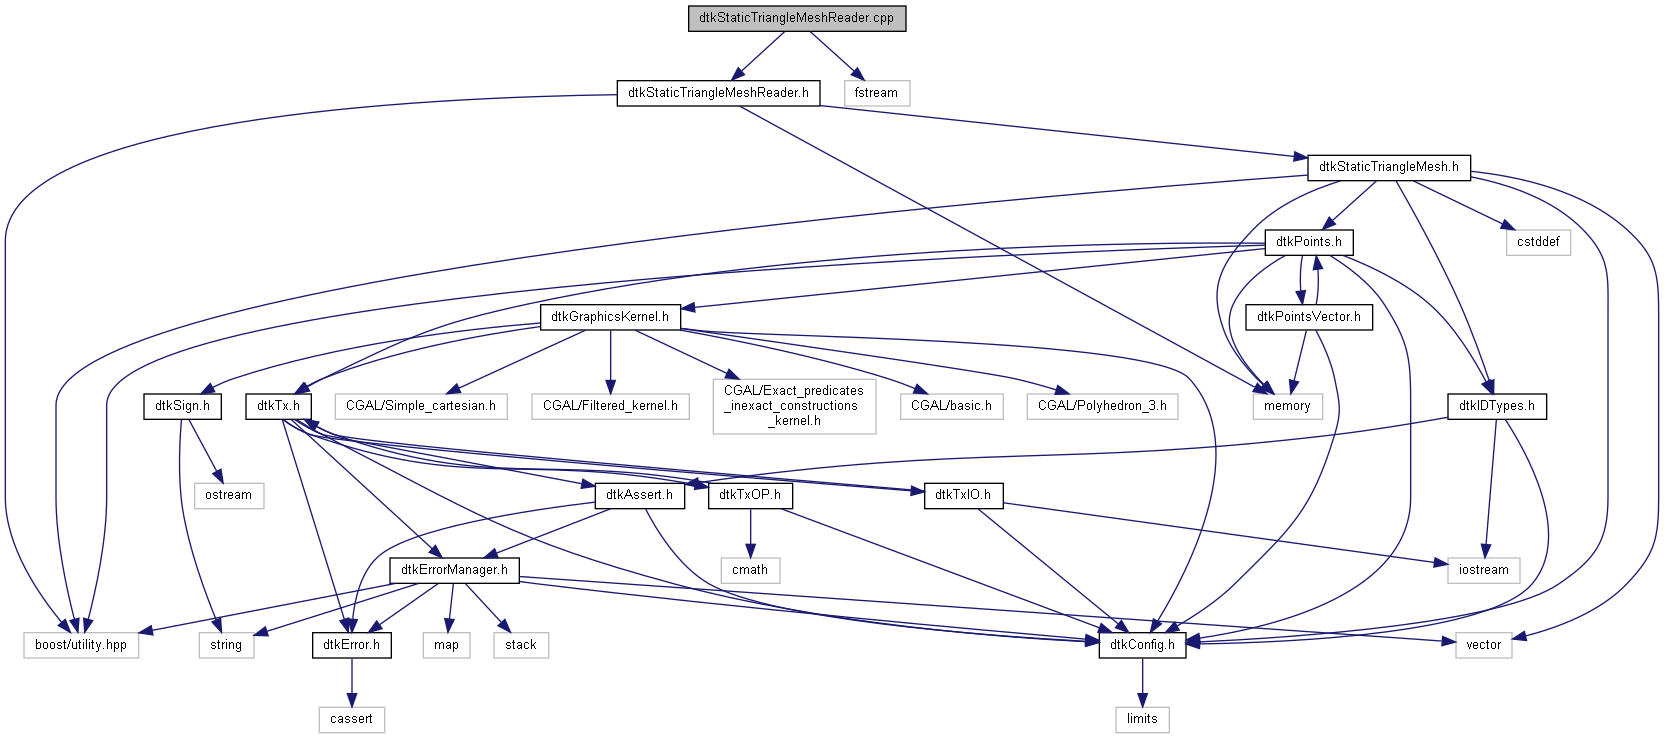 dtkStaticTriangleMeshReader.cpp
dtkStaticTriangleMeshReader.h
fstream
dtkStaticTriangleMesh.h
dtkPoints.h
cstddef
dtkGraphicsKernel.h
dtkPointsVector.h
dtkSign.h
dtkTx.h
CGAL/Simple_cartesian.h
CGAL/Filtered_kernel.h
CGAL/Exact_predicates
_inexact_constructions
_kernel.h
CGAL/basic.h
CGAL/Polyhedron_3.h
memory
dtkIDTypes.h
ostream
dtkAssert.h
dtkTxOP.h
dtkTxIO.h
dtkErrorManager.h
cmath
iostream
boost/utility.hpp
string
dtkError.h
map
stack
dtkConfig.h
vector
cassert
limits